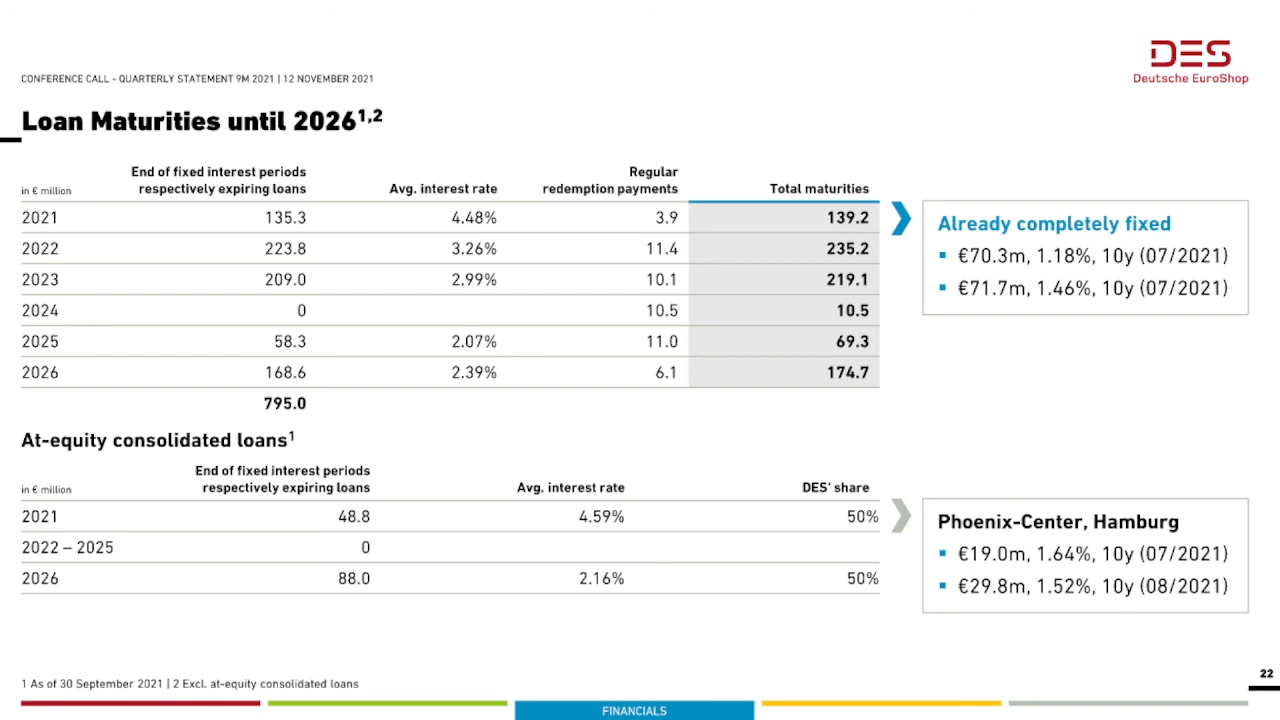 DES
Deutsche EuroShop
CONFERENCE CALL - QUARTERLY STATEMENT 9M 2021 | 12 NOVEMBER 2021
Loan Maturities until 2026¹,²
in € million End of fixed interest periods respectively expiring loans Avg. interest rate Regular redemption payments Total maturities
2021 135.3 4.48% 3.9 139.2
2022 223.8 3.26% 11.4 235.2
2023 209.0 2.99% 10.1 219.1
2024 0 10.5 10.5
2025 58.3 2.07% 11.0 69.3
2026 168.6 2.39% 6.1 174.7
795.0
Already completely fixed
▪ €70.3m, 1.18%, 10y (07/2021)
▪ €71.7m, 1.46%, 10y (07/2021)
At-equity consolidated loans¹
in € million End of fixed interest periods respectively expiring loans Avg. interest rate DES' share
2021 48.8 4.59% 50%
2022 – 2025 0
2026 88.0 2.16% 50%
Phoenix-Center, Hamburg
▪ €19.0m, 1.64%, 10y (07/2021)
▪ €29.8m, 1.52%, 10y (08/2021)
1 As of 30 September 2021 | 2 Excl. at-equity consolidated loans
22
FINANCIALS